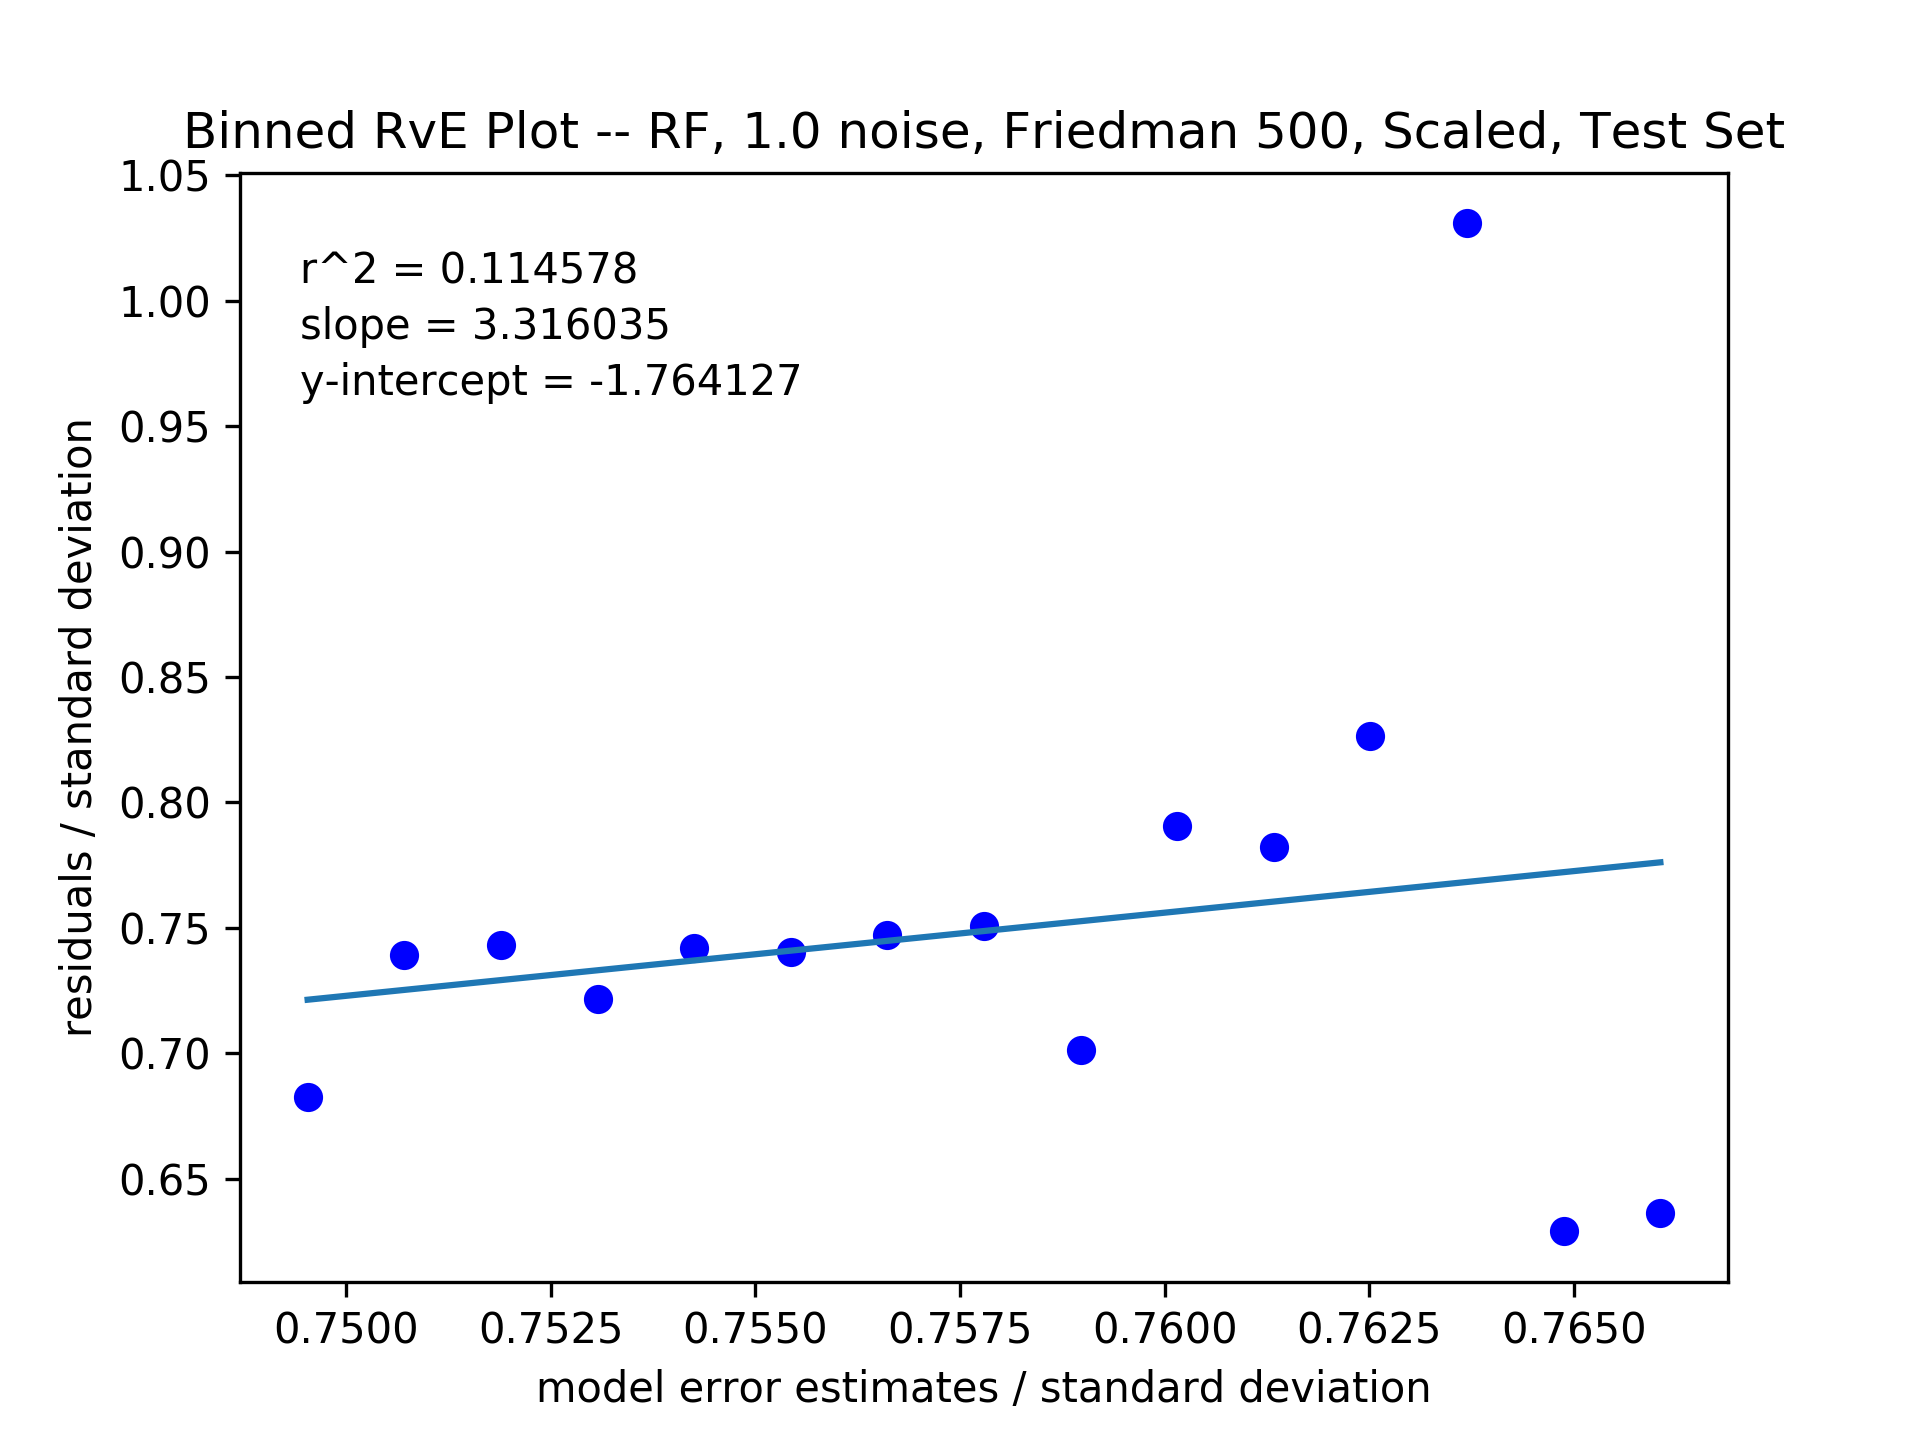 Binned RvE Plot -- RF, 1.0 noise, Friedman 500, Scaled, Test Set
r^2 = 0.114578
slope = 3.316035
y-intercept = -1.764127
residuals / standard deviation
1.05
1.00
0.95
0.90
0.85
0.80
0.75
0.70
0.65
0.7500 0.7525 0.7550 0.7575 0.7600 0.7625 0.7650
model error estimates / standard deviation